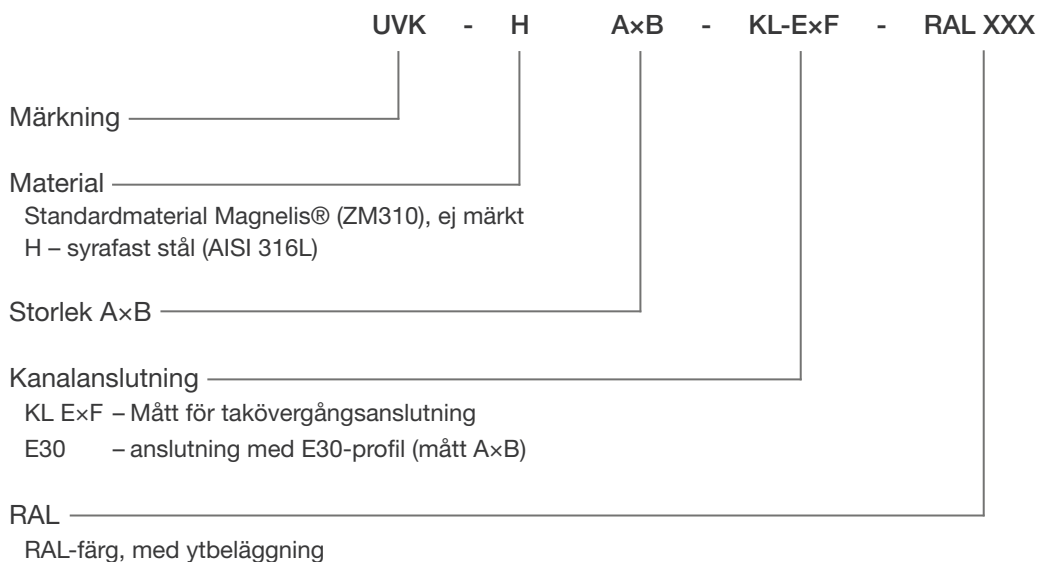 UVK - H A×B - KL-E×F - RAL XXX
Märkning
Material
Standardmaterial Magnelis® (ZM310), ej märkt
H – syrafast stål (AISI 316L)
Storlek A×B
Kanalanslutning
KL E×F – Mått för takövergångsanslutning
E30 – anslutning med E30-profil (mått A×B)
RAL
RAL-färg, med ytbeläggning